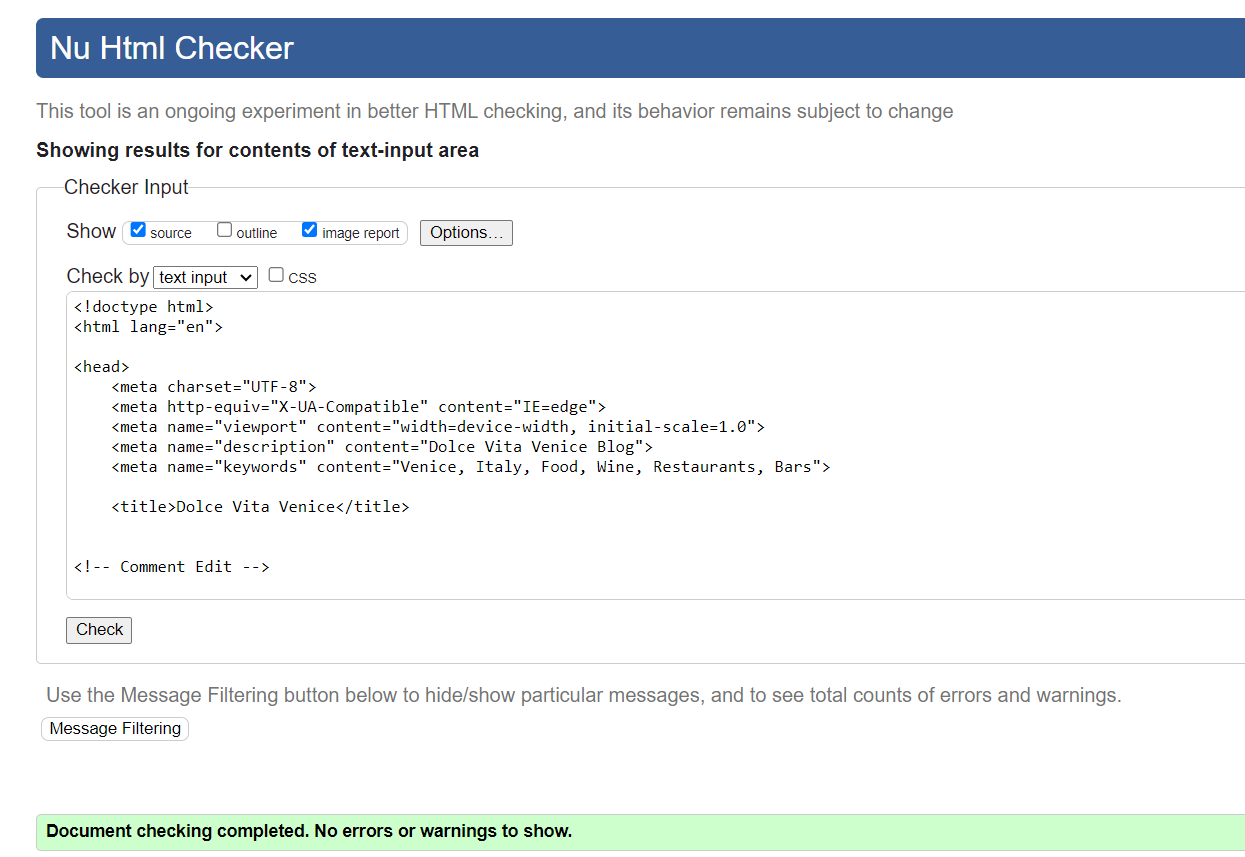 Nu Html Checker
This tool is an ongoing experiment in better HTML checking, and its behavior remains subject to change
Showing results for contents of text-input area
Checker Input
Show source outline image report Options...
Check by text input CSS
<!doctype html>
<html lang="en">
<head>
    <meta charset="UTF-8">
    <meta http-equiv="X-UA-Compatible" content="IE=edge">
    <meta name="viewport" content="width=device-width, initial-scale=1.0">
    <meta name="description" content="Dolce Vita Venice Blog">
    <meta name="keywords" content="Venice, Italy, Food, Wine, Restaurants, Bars">
    <title>Dolce Vita Venice</title>
<!-- Comment Edit -->
Check
Use the Message Filtering button below to hide/show particular messages, and to see total counts of errors and warnings.
Message Filtering
Document checking completed. No errors or warnings to show.